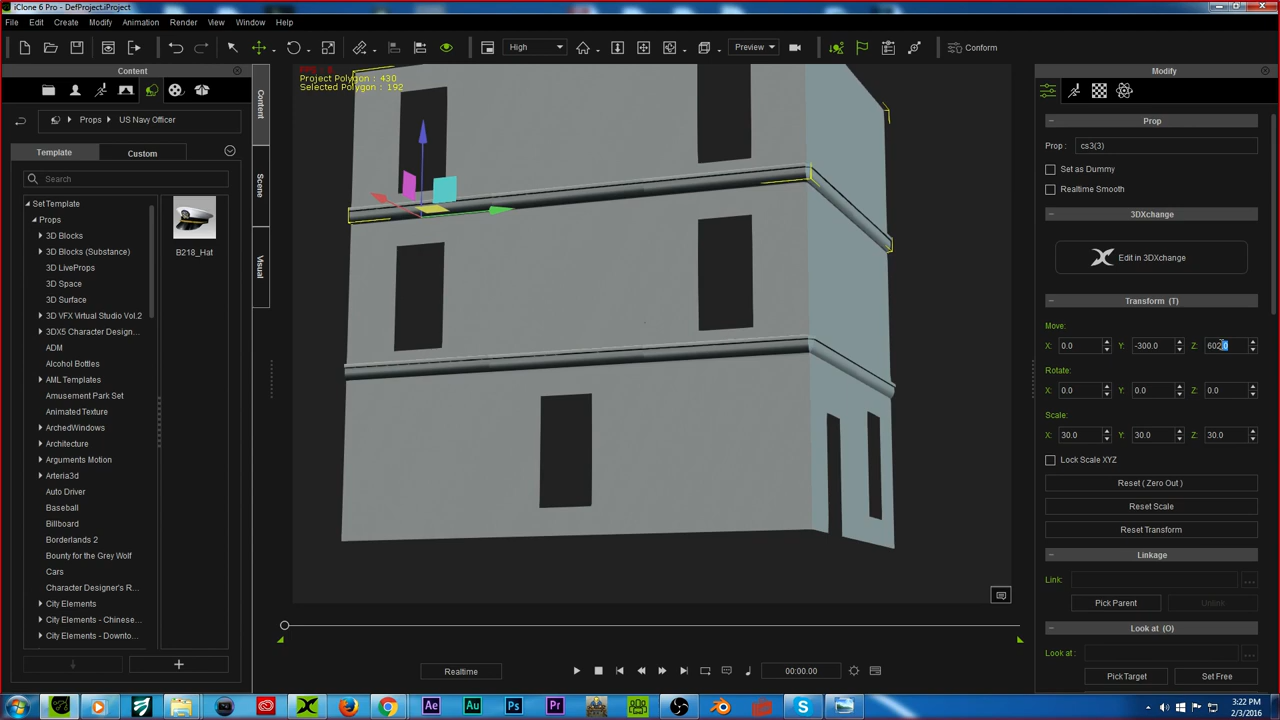 iClone 6 Pro - DefProject.iProject
File Edit Create Modify Animation Render View Window Help
High
Preview
Conform
Content
Props US Navy Officer
Template Custom
Search
SetTemplate
Props
3D Blocks
3D Blocks (Substance)
3D LiveProps
3D Space
3D Surface
3D VFX Virtual Studio Vol.2
3DX5 Character Design...
ADM
Alcohol Bottles
AML Templates
Amusement Park Set
Animated Texture
ArchedWindows
Architecture
Arguments Motion
Arteria3d
Auto Driver
Baseball
Billboard
Borderlands 2
Bounty for the Grey Wolf
Cars
Character Designer's R...
City Elements
City Elements - Chinese...
City Elements - Downto...
B218_Hat
Content
Scene
Visual
Project Polygon : 430
Selected Polygon : 192
Realtime
00:00.00
Modify
Prop
Prop : cs3(3)
Set as Dummy
Realtime Smooth
3DXchange
Edit in 3DXchange
Transform (T)
Move:
X: 0.0 Y: -300.0 Z: 602.0
Rotate:
X: 0.0 Y: 0.0 Z: 0.0
Scale:
X: 30.0 Y: 30.0 Z: 30.0
Lock Scale XYZ
Reset ( Zero Out )
Reset Scale
Reset Transform
Linkage
Link: ...
Pick Parent Unlink
Look at (O)
Look at : ...
Pick Target Set Free
Ae Au Ps Pr
3:22 PM
2/3/2016